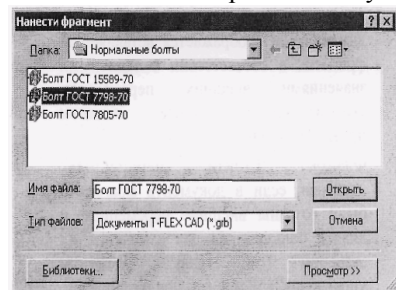 Нанести фрагмент
Папка: Нормальные болты
Болт ГОСТ 15589-70
Болт ГОСТ 7798-70
Болт ГОСТ 7805-70
Имя файла: Болт ГОСТ 7798-70 Открыть
Тип файлов: Документы T-FLEX CAD (*.grb) Отмена
Библиотеки... Просмотр >>